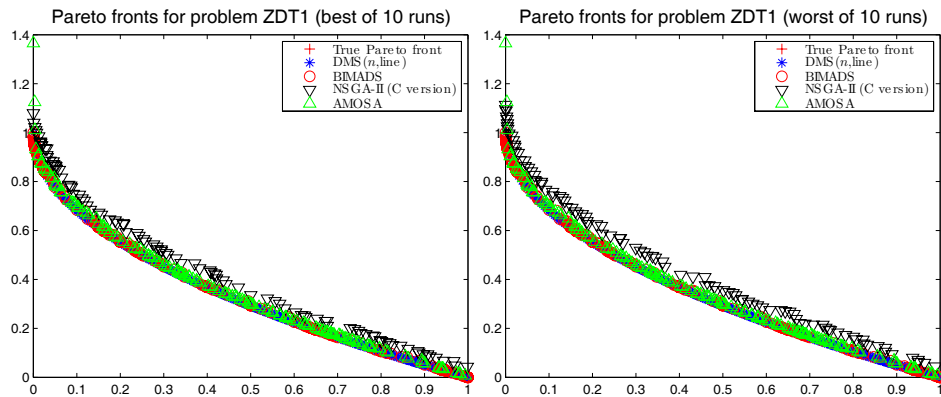 Pareto fronts for problem ZDT1 (best of 10 runs)
1.4
1.2
1
0.8
0.6
0.4
0.2
0
0 0.1 0.2 0.3 0.4 0.5 0.6 0.7 0.8 0.9 1
True Pareto front
DMS(n,line)
BIMADS
NSGA-II (C version)
AMOSA
Pareto fronts for problem ZDT1 (worst of 10 runs)
1.4
1.2
1
0.8
0.6
0.4
0.2
0
0 0.1 0.2 0.3 0.4 0.5 0.6 0.7 0.8 0.9 1
True Pareto front
DMS(n,line)
BIMADS
NSGA-II (C version)
AMOSA